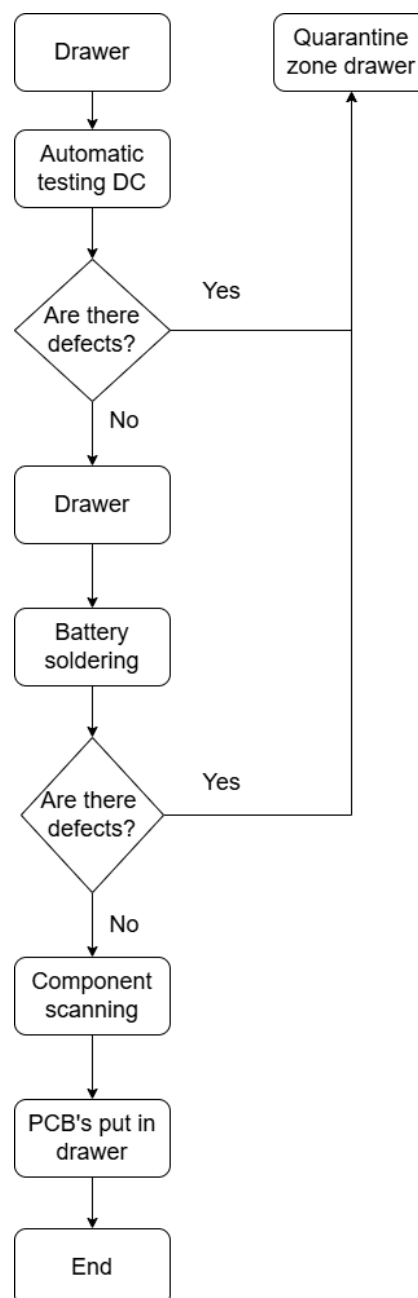 Drawer
Quarantine
zone drawer
Automatic
testing DC
Yes
Are there
defects?
No
Drawer
Battery
soldering
Yes
Are there
defects?
No
Component
scanning
PCB's put in
drawer
End